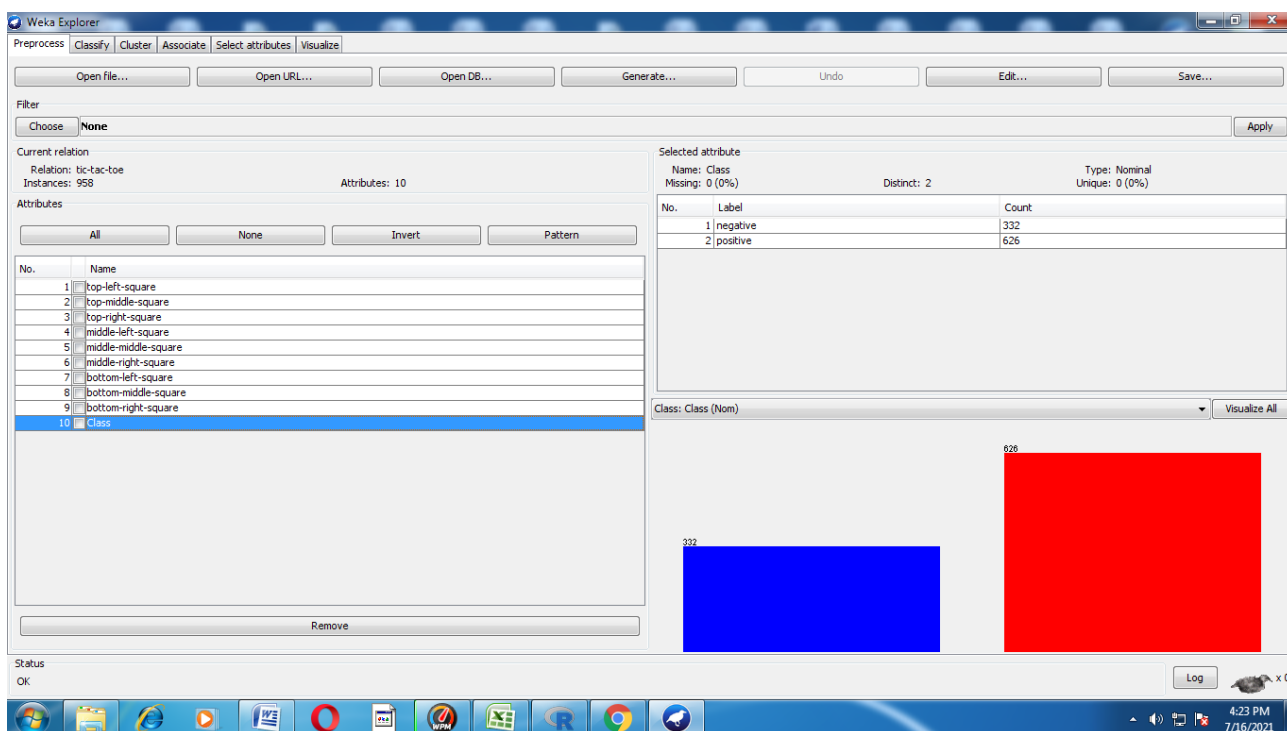 Weka Explorer
Preprocess Classify Cluster Associate Select attributes Visualize
Open file... Open URL... Open DB... Generate... Undo Edit... Save...
Filter
Choose None Apply
Current relation
Relation: tic-tac-toe
Instances: 958 Attributes: 10
Attributes
All None Invert Pattern
No. Name
1 top-left-square
2 top-middle-square
3 top-right-square
4 middle-left-square
5 middle-middle-square
6 middle-right-square
7 bottom-left-square
8 bottom-middle-square
9 bottom-right-square
10 Class
Remove
Selected attribute
Name: Class Type: Nominal
Missing: 0 (0%) Distinct: 2 Unique: 0 (0%)
No. Label Count
1 negative 332
2 positive 626
Class: Class (Nom) Visualize All
626
332
Status
OK
Log x 0
WPM
4:23 PM
7/16/2021